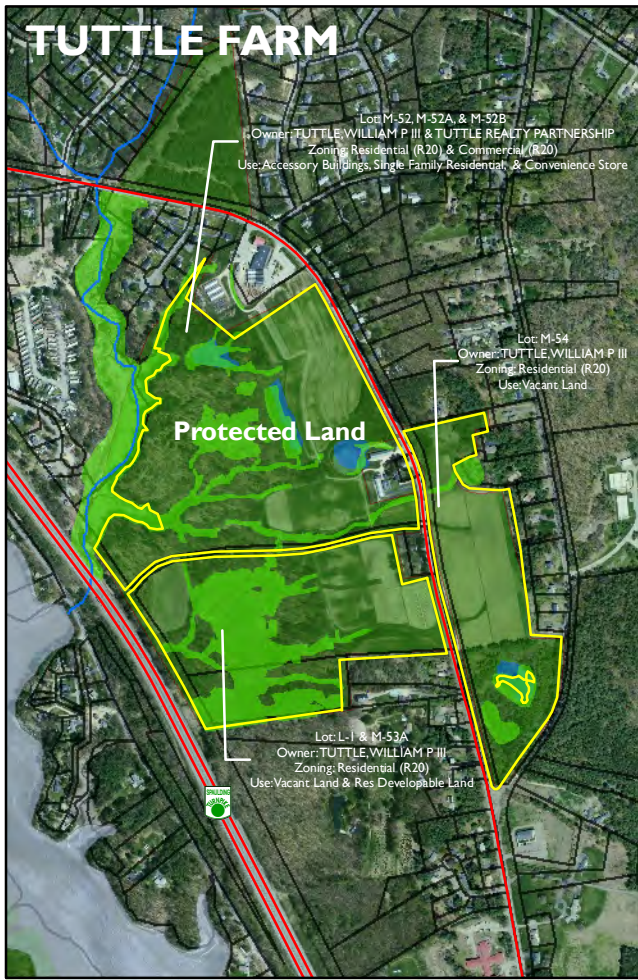 TUTTLE FARM
Lot: M-52, M-52A, & M-52B
Owner: TUTTLE, WILLIAM P III & TUTTLE REALTY PARTNERSHIP
Zoning: Residential (R20) & Commercial (R20)
Use: Accessory Buildings, Single Family Residential, & Convenience Store
Lot: M-54
Owner: TUTTLE, WILLIAM P III
Zoning: Residential (R20)
Use: Vacant Land
Protected Land
Lot: L-1 & M-53A
Owner: TUTTLE, WILLIAM P III
Zoning: Residential (R20)
Use: Vacant Land & Res Developable Land
SPAULDING
TURNPIKE